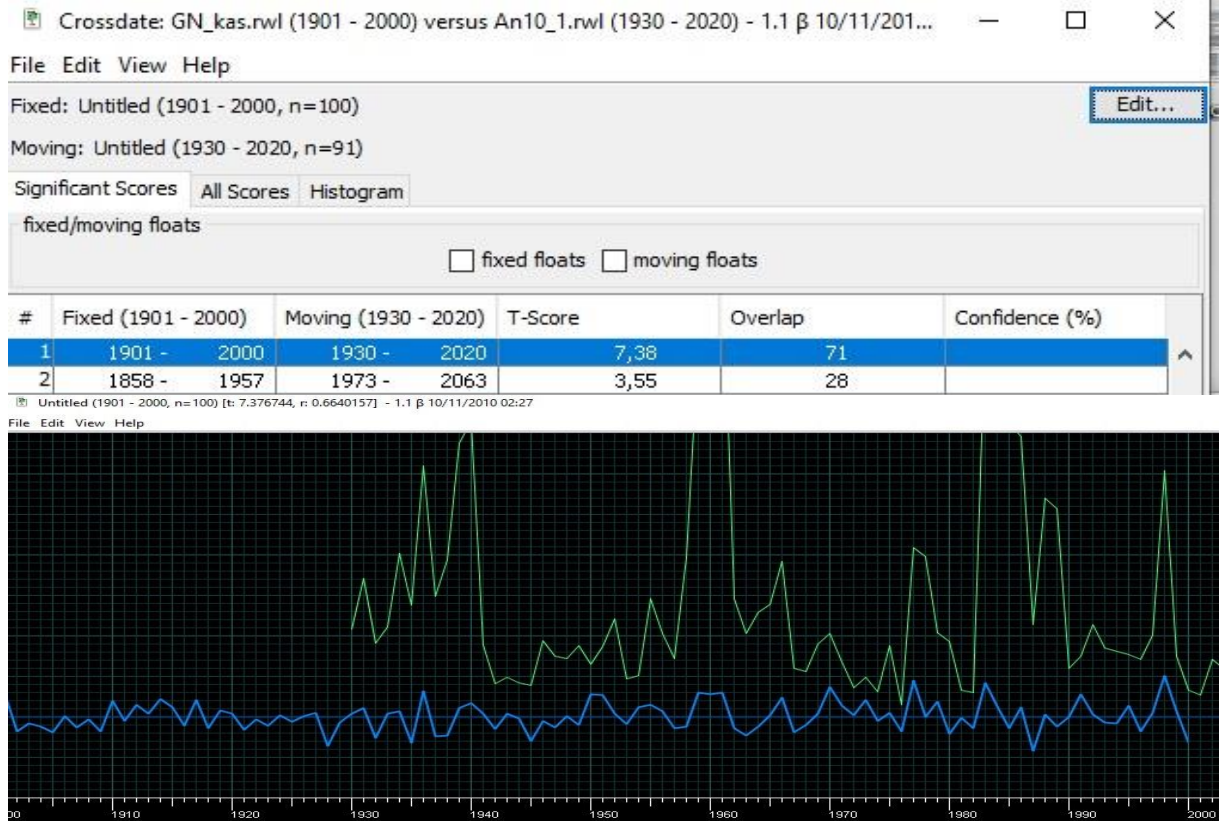 Crossdate: GN_kas.rwl (1901 - 2000) versus An10_1.rwl (1930 - 2020) - 1.1 β 10/11/201...
File Edit View Help
Fixed: Untitled (1901 - 2000, n=100) Edit...
Moving: Untitled (1930 - 2020, n=91)
Significant Scores All Scores Histogram
fixed/moving floats
fixed floats moving floats
# Fixed (1901 - 2000) Moving (1930 - 2020) T-Score Overlap Confidence (%)
1 1901 - 2000 1930 - 2020 7,38 71
2 1858 - 1957 1973 - 2063 3,55 28
Untitled (1901 - 2000, n=100) [t: 7.376744, r: 0.6640157] - 1.1 β 10/11/2010 02:27
File Edit View Help
00 1910 1920 1930 1940 1950 1960 1970 1980 1990 2000